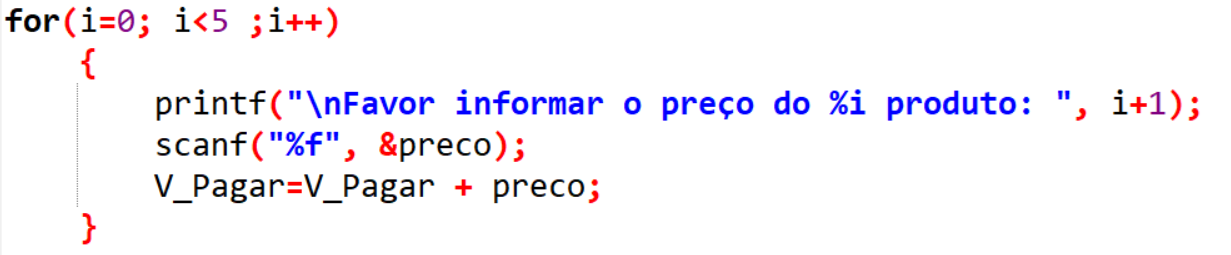 for(i=0; i<5 ;i++)
{
printf("\nFavor informar o preço do %i produto: ", i+1);
scanf("%f", &preco);
V_Pagar=V_Pagar + preco;
}